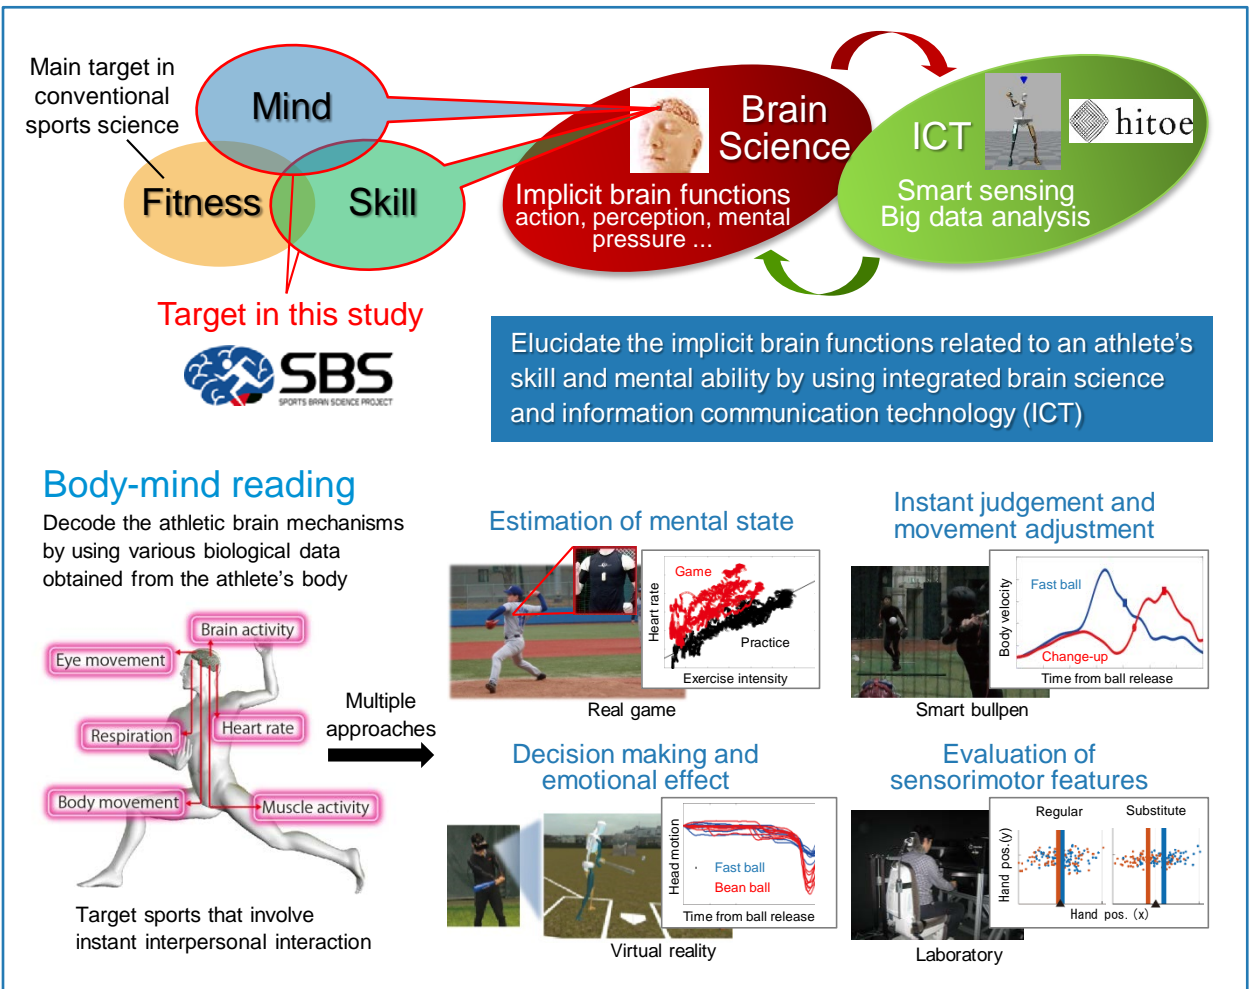 Main target in
conventional
sports science
Mind
Fitness
Skill
Target in this study
SBS
SPORTS BRAIN SCIENCE PROJECT
Brain
Science
Implicit brain functions
action, perception, mental
pressure ...
ICT
hitoe
Smart sensing
Big data analysis
Elucidate the implicit brain functions related to an athlete's
skill and mental ability by using integrated brain science
and information communication technology (ICT)
Body-mind reading
Decode the athletic brain mechanisms
by using various biological data
obtained from the athlete's body
Brain activity
Eye movement
Respiration
Heart rate
Body movement
Muscle activity
Target sports that involve
instant interpersonal interaction
Multiple
approaches
Estimation of mental state
Game
Practice
Heart rate
Exercise intensity
Real game
Instant judgement and
movement adjustment
Fast ball
Change-up
Body velocity
Time from ball release
Smart bullpen
Decision making and
emotional effect
Head motion
Fast ball
Bean ball
Time from ball release
Virtual reality
Evaluation of
sensorimotor features
Regular
Substitute
Hand pos.(y)
Hand pos. (x)
Laboratory